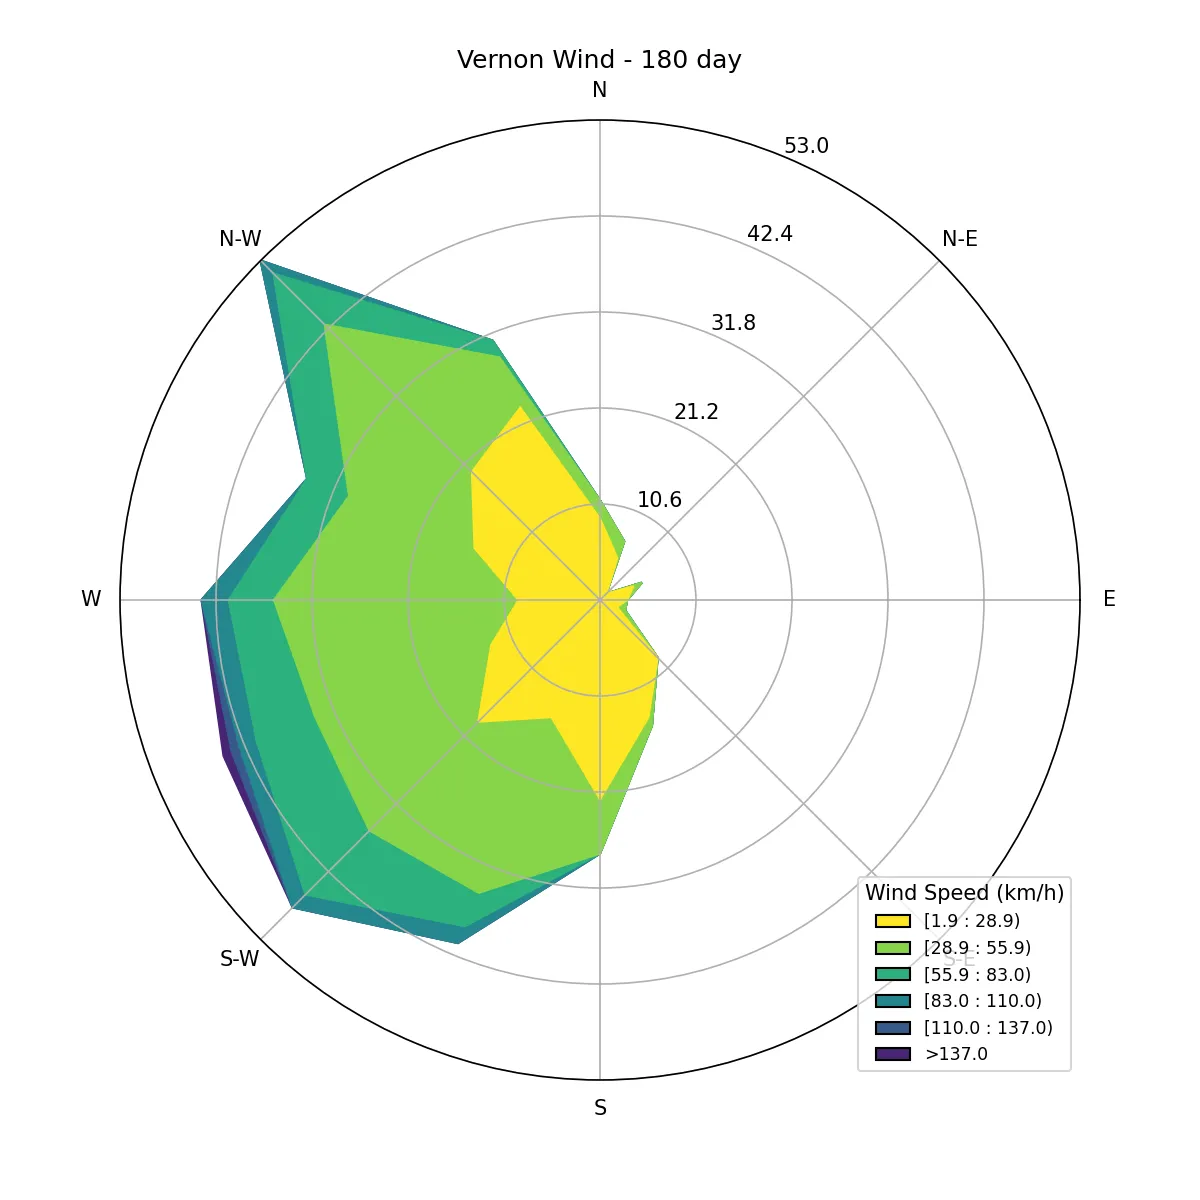 Vernon Wind - 180 day
N
53.0
42.4
N-W
N-E
31.8
21.2
10.6
W
E
Wind Speed (km/h)
[1.9 : 28.9)
[28.9 : 55.9)
S-W
S-E
[55.9 : 83.0)
[83.0 : 110.0)
[110.0 : 137.0)
>137.0
S